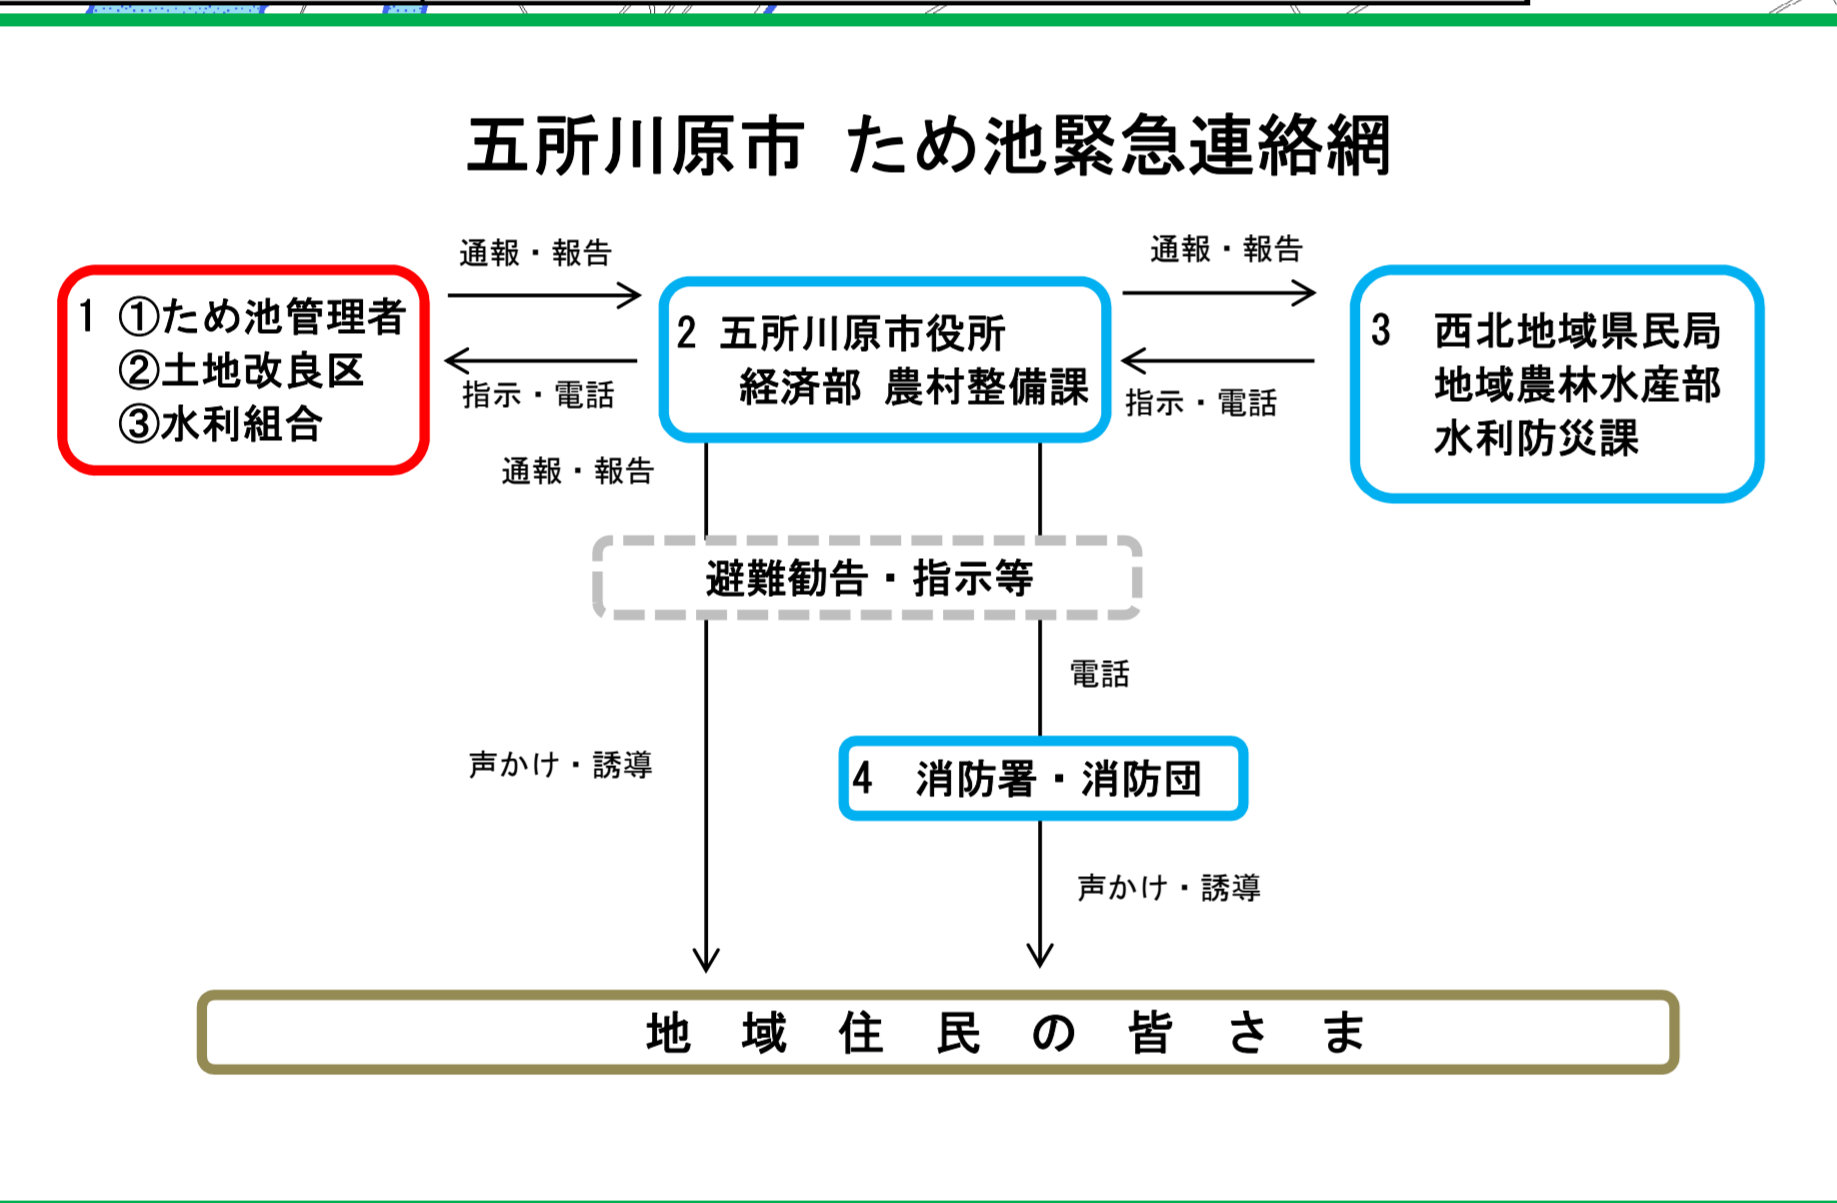 五所川原市 ため池緊急連絡網
通報・報告
通報・報告
1 ①ため池管理者
②土地改良区
③水利組合
2 五所川原市役所
経済部 農村整備課
3 西北地域県民局
地域農林水産部
水利防災課
指示・電話
指示・電話
通報・報告
避難勧告・指示等
電話
声かけ・誘導
4 消防署・消防団
声かけ・誘導
地域住民の皆さま